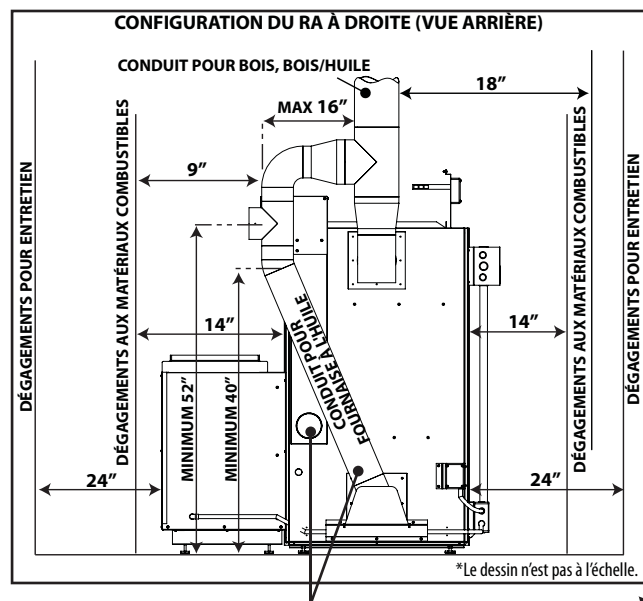 CONFIGURATION DU RA À DROITE (VUE ARRIÈRE)
CONDUIT POUR BOIS, BOIS/HUILE
18”
MAX 16”
9”
DÉGAGEMENTS POUR ENTRETIEN
DÉGAGEMENTS AUX MATÉRIAUX COMBUSTIBLES
14”
MINIMUM 52”
MINIMUM 40”
CONDUIT POUR
FOURNAISE À L'HUILE
14”
DÉGAGEMENTS AUX MATÉRIAUX COMBUSTIBLES
DÉGAGEMENTS POUR ENTRETIEN
24”
24”
*Le dessin n'est pas à l'échelle.